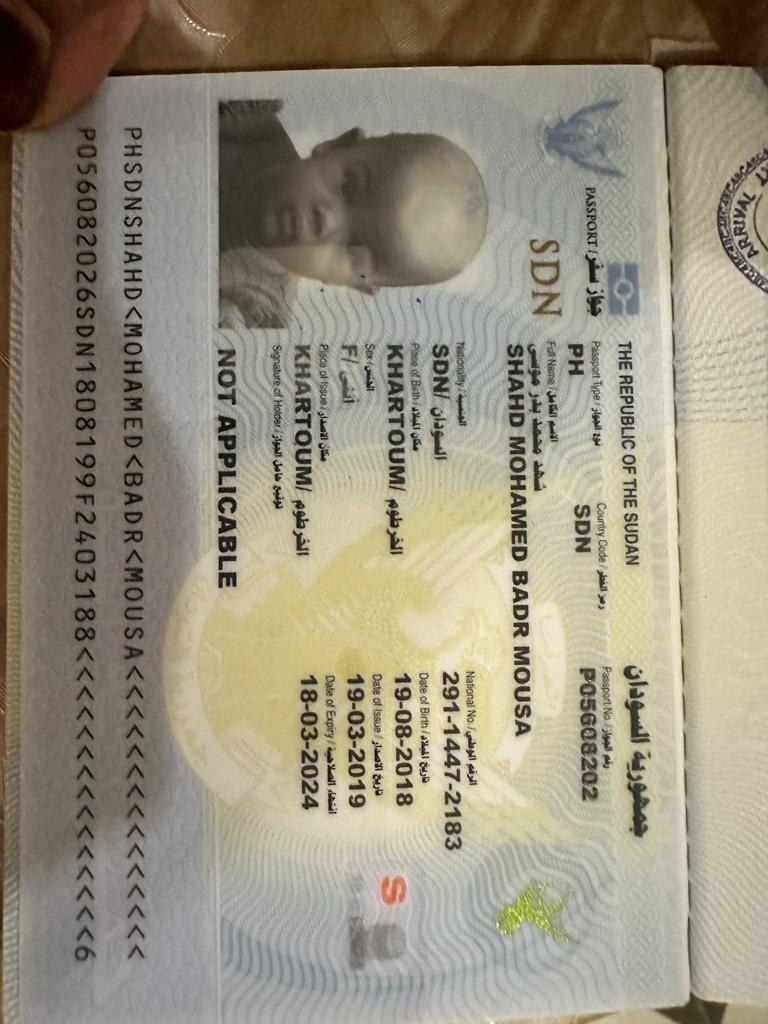 THE REPUBLIC OF THE SUDAN جمهورية السودان
PASSPORT / جواز سفر
SDN
Passport Type / نوع الجواز Country Code / رمز القطر Passport No. / رقم الجواز
PH SDN P05608202
Full Name / الاسم الكامل
شهد محمد بدر موسى
SHAHD MOHAMED BADR MOUSA
Nationality / الجنسية National No. / الرقم الوطني
SDN/ السودان 291-1447-2183
Place of Birth / مكان الميلاد Date of Birth / تاريخ الميلاد
KHARTOUM/ الخرطوم 19-08-2018
Sex / الجنس Date of Issue / تاريخ الاصدار
F/ أنثى 19-03-2019
Place of Issue / مكان الاصدار Date of Expiry / انتهاء الصلاحية
KHARTOUM/ الخرطوم 18-03-2024
Signature of Holder / توقيع حامل الجواز
NOT APPLICABLE
S
PHSDNSHAHD<MOHAMED<BADR<MOUSA<<<<<<<<<<<<<<<
P056082026SDN1808199F2403188<<<<<<<<<<<<<<<6
ARRIVAL